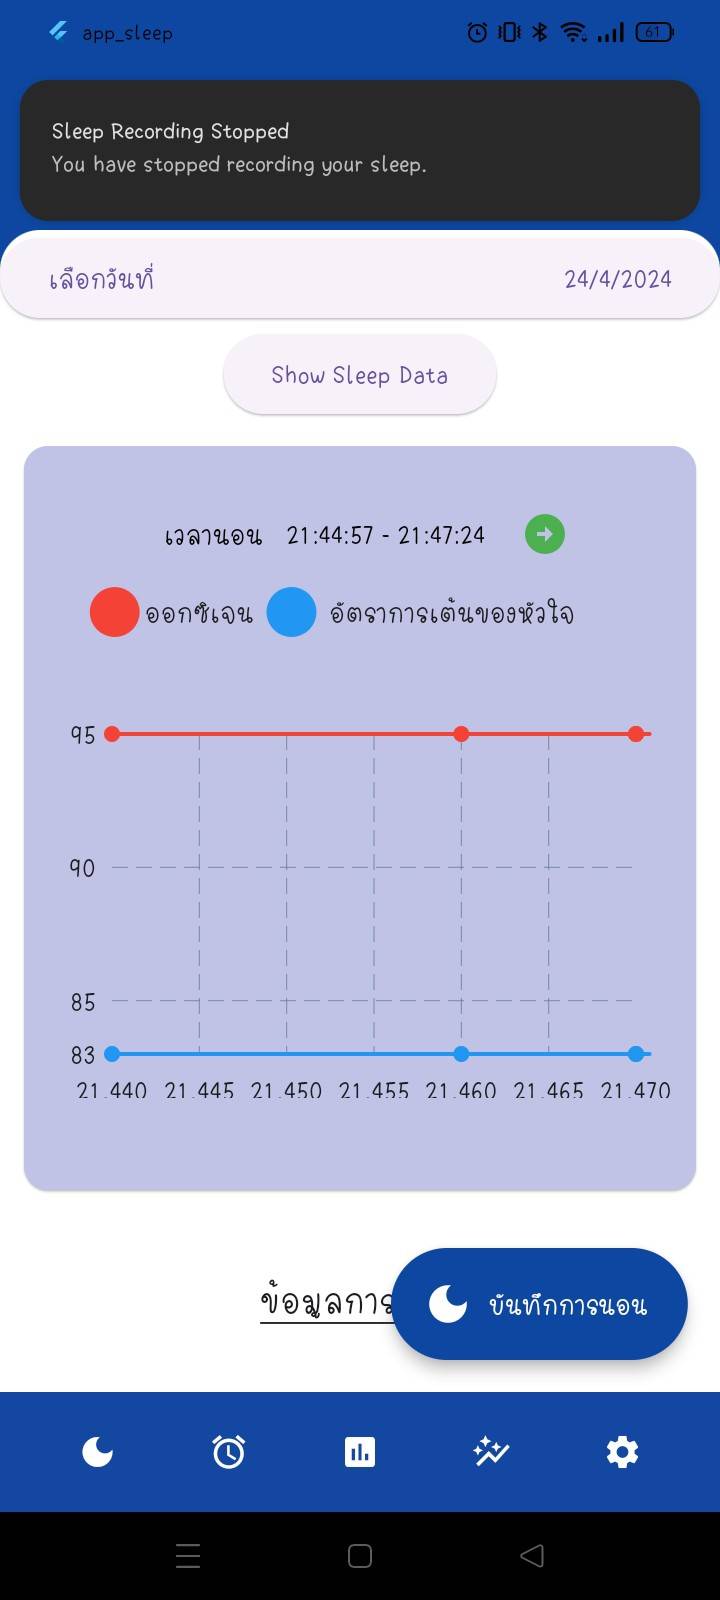 app_sleep 61
Sleep Recording Stopped
You have stopped recording your sleep.
เลือกวันที่ 24/4/2024
Show Sleep Data
เวลานอน 21:44:57 - 21:47:24
ออกซิเจน อัตราการเต้นของหัวใจ
95
90
85
83
21.440 21.445 21.450 21.455 21.460 21.465 21.470
ข้อมูลการ
บันทึกการนอน